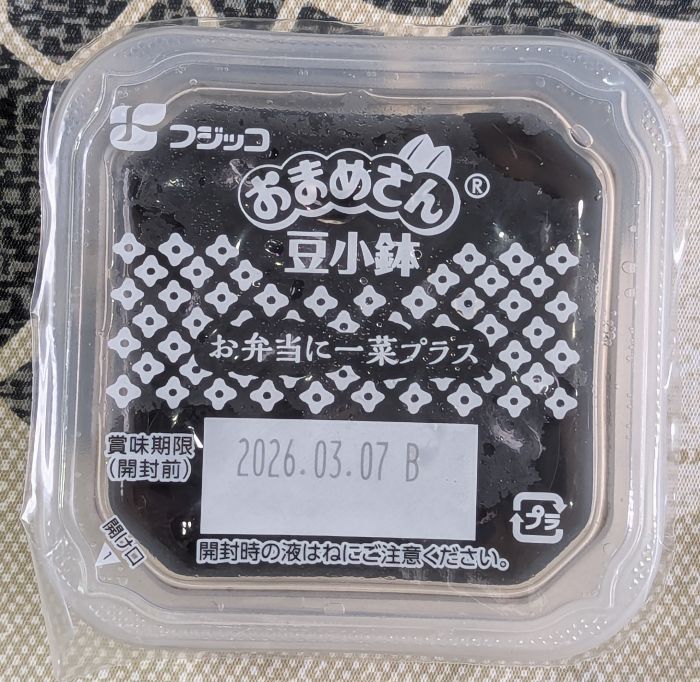 フジッコ
おまめさん®
豆小鉢
お弁当に一菜プラス
賞味期限
(開封前)
2026.03.07 B
開け口
1
プラ
開封時の液はねにご注意ください。